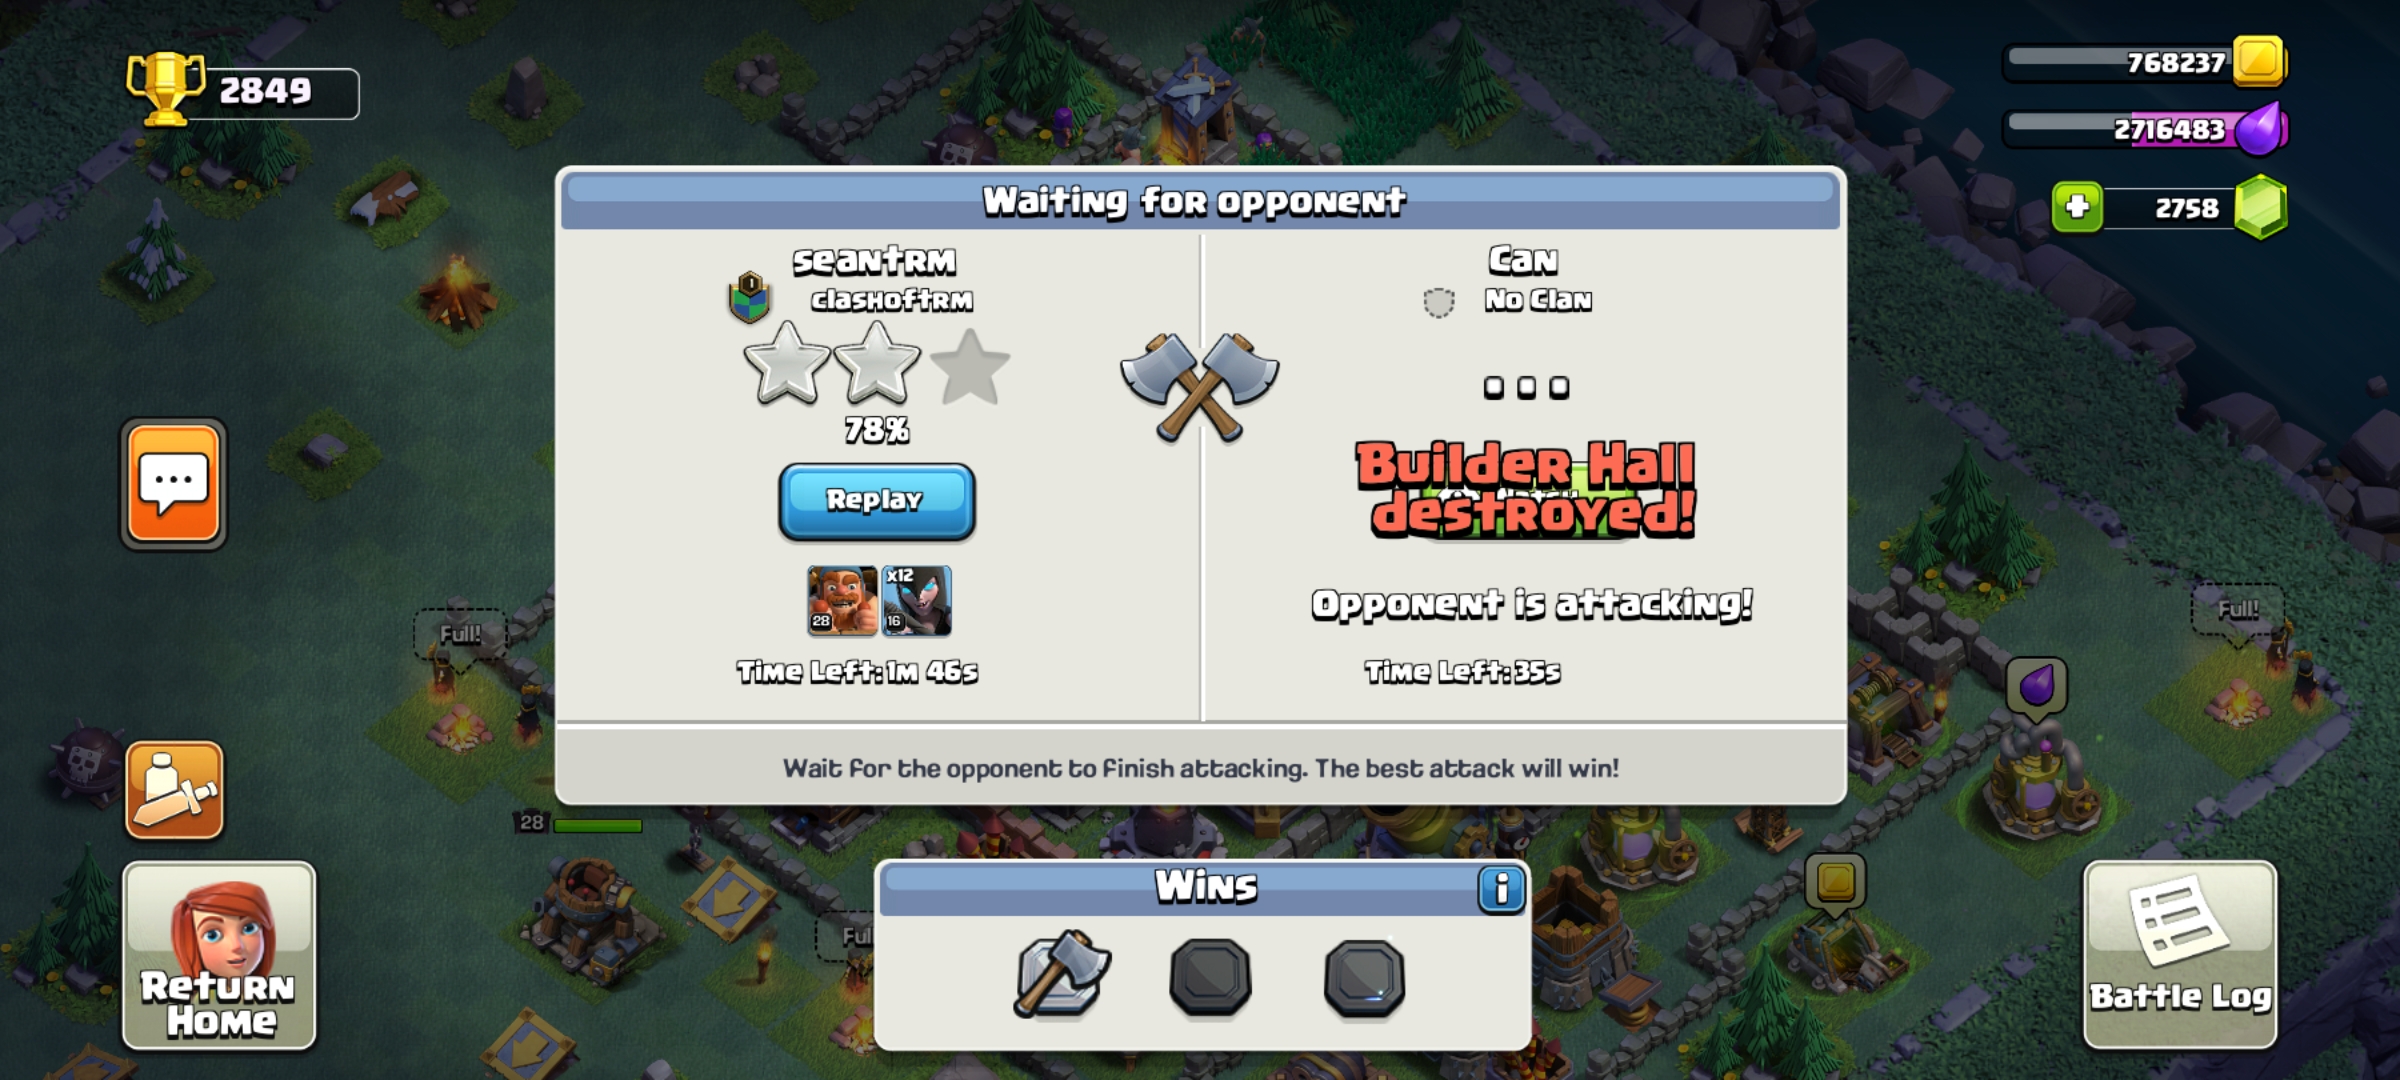 2849
768237
2716483
2758
Waiting for opponent
seantrm
1
clashoftrm
78%
Replay
x12
28
16
Time Left: 1m 46s
Can
No Clan
Builder Hall
destroyed!
Opponent is attacking!
Time Left: 35s
Wait for the opponent to finish attacking. The best attack will win!
Full!
Full!
28
Wins
i
Return
Home
Battle Log